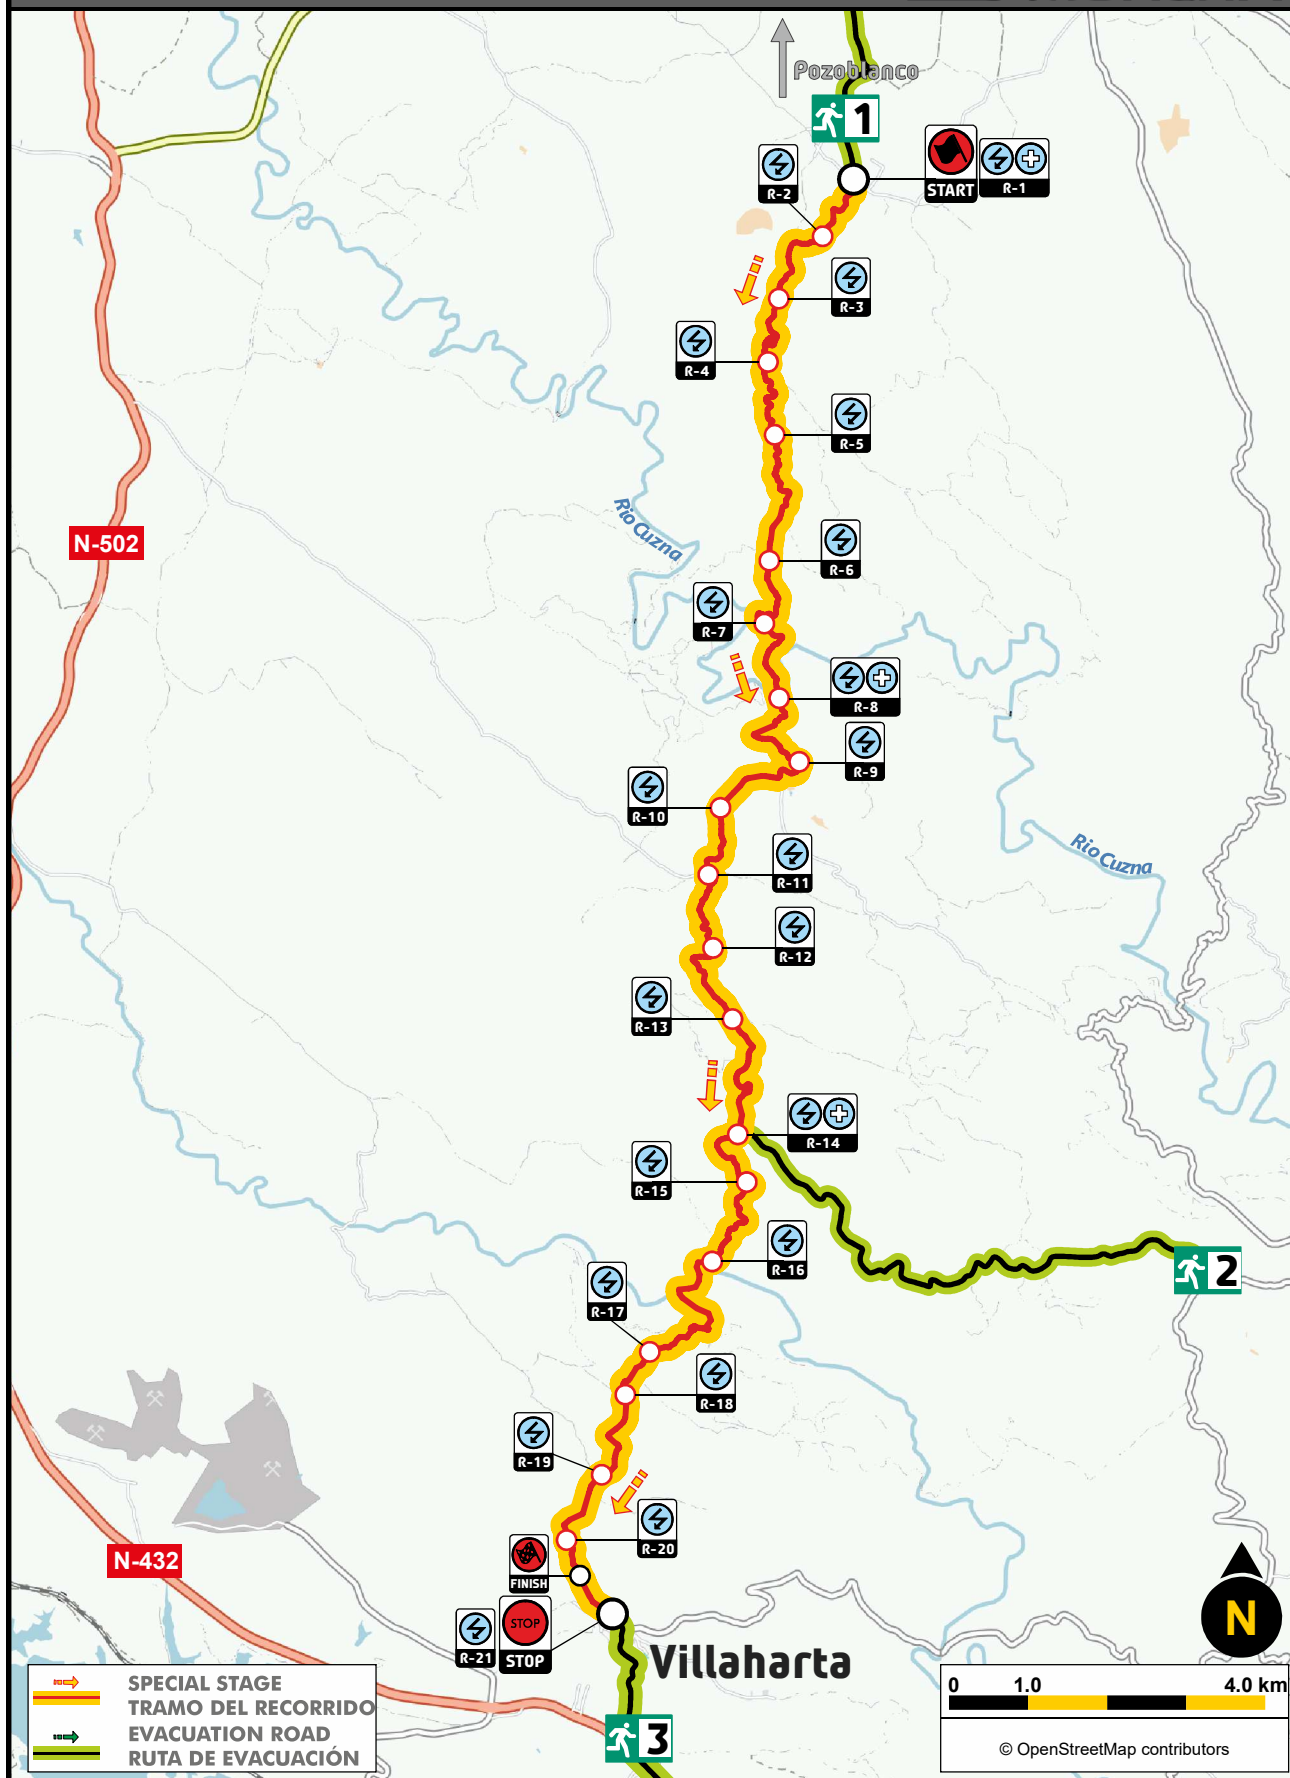 Pozoblanco
1
START
R-1
R-2
R-3
R-4
R-5
N-502
Rio Cuzna
R-6
R-7
R-8
R-9
R-10
Rio Cuzna
R-11
R-12
R-13
R-14
R-15
R-16
2
R-17
R-18
R-19
R-20
N-432
FINISH
R-21
STOP
STOP
Villaharta
N
3
SPECIAL STAGE
TRAMO DEL RECORRIDO
EVACUATION ROAD
RUTA DE EVACUACIÓN
0 1.0 4.0 km
© OpenStreetMap contributors